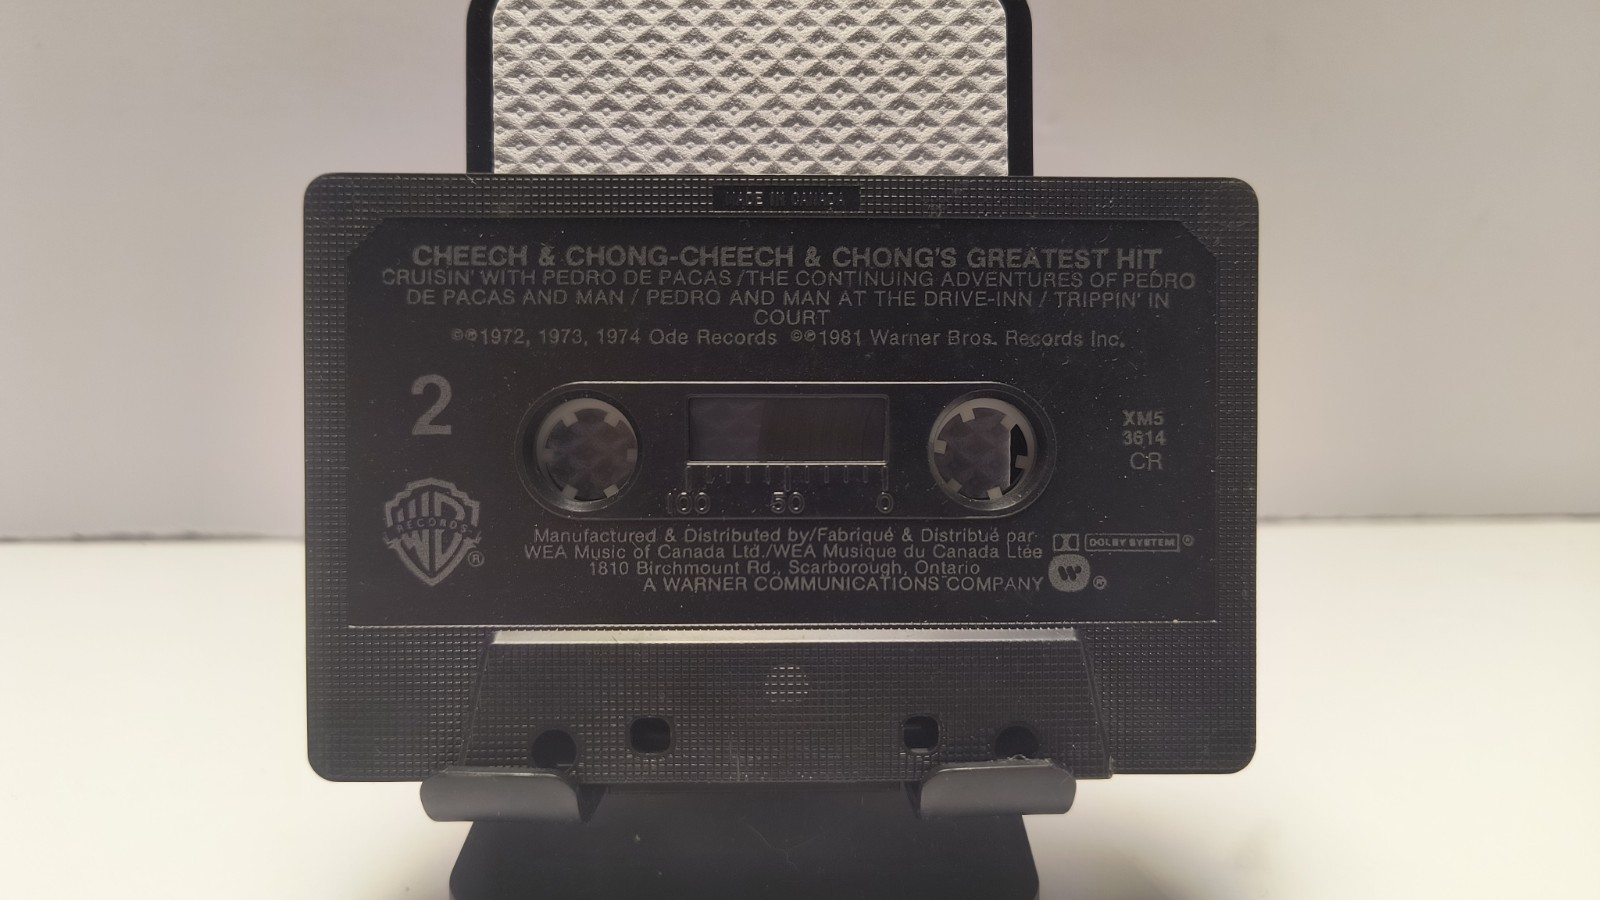 MADE IN CANADA
CHEECH & CHONG-CHEECH & CHONG'S GREATEST HIT
CRUISIN' WITH PEDRO DE PACAS /THE CONTINUING ADVENTURES OF PEDRO
DE PACAS AND MAN / PEDRO AND MAN AT THE DRIVE-INN / TRIPPIN' IN
COURT
©℗1972, 1973, 1974 Ode Records ©℗1981 Warner Bros. Records Inc.
2
XM5
3614
CR
100 50 0
RECORDS
®
Manufactured & Distributed by/Fabriqué & Distribué par
WEA Music of Canada Ltd./WEA Musique du Canada Ltée
1810 Birchmount Rd., Scarborough, Ontario
A WARNER COMMUNICATIONS COMPANY W ®
DOLBY SYSTEM ®